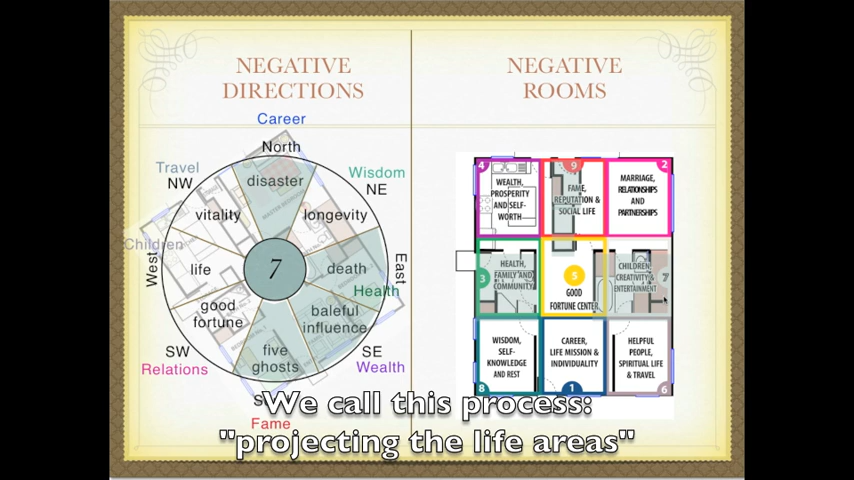 NEGATIVE
DIRECTIONS
NEGATIVE
ROOMS
Career
North
Travel
NW
Wisdom
NE
disaster
vitality
longevity
Children
West
life
7
death
East
Health
good
fortune
baleful
influence
five
ghosts
SW
Relations
SE
Wealth
S
Fame
4
WEALTH,
PROSPERITY
AND SELF-
WORTH
9
FAME,
REPUTATION &
SOCIAL LIFE
2
MARRIAGE,
RELATIONSHIPS
AND
PARTNERSHIPS
3
HEALTH,
FAMILY AND
COMMUNITY
5
GOOD
FORTUNE CENTER
CHILDREN,
CREATIVITY &
ENTERTAINMENT
7
WISDOM,
SELF-
KNOWLEDGE
AND REST
8
CAREER,
LIFE MISSION &
INDIVIDUALITY
1
HELPFUL
PEOPLE,
SPIRITUAL LIFE
& TRAVEL
6
We call this process:
"projecting the life areas"